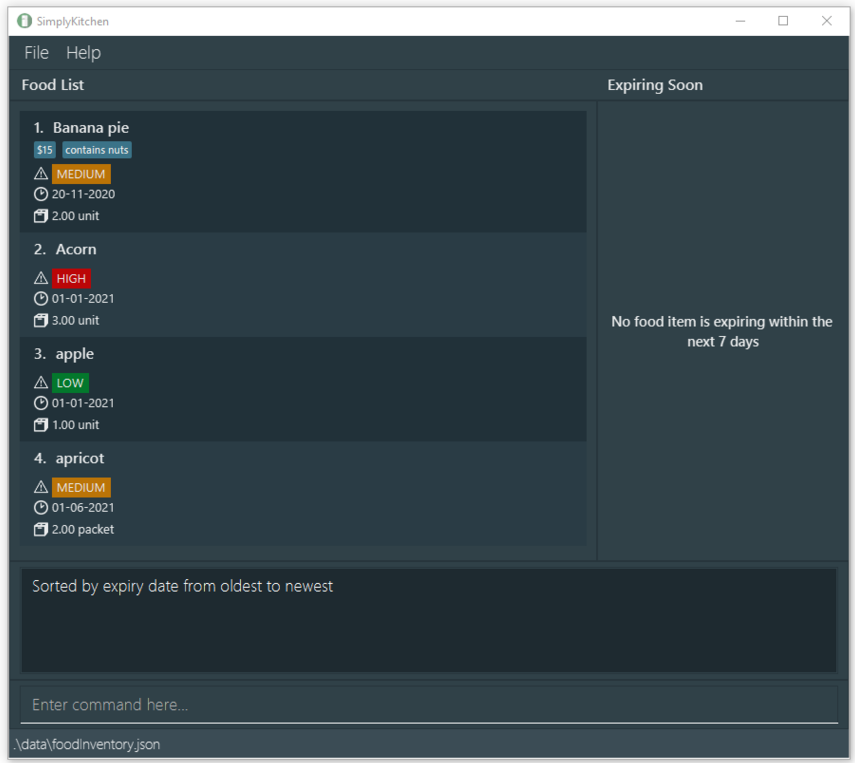 SimplyKitchen
File Help
Food List
Expiring Soon
1. Banana pie
$15 contains nuts
MEDIUM
20-11-2020
2.00 unit
2. Acorn
HIGH
01-01-2021
3.00 unit
3. apple
LOW
01-01-2021
1.00 unit
4. apricot
MEDIUM
01-06-2021
2.00 packet
No food item is expiring within the
next 7 days
Sorted by expiry date from oldest to newest
Enter command here...
.\data\foodInventory.json